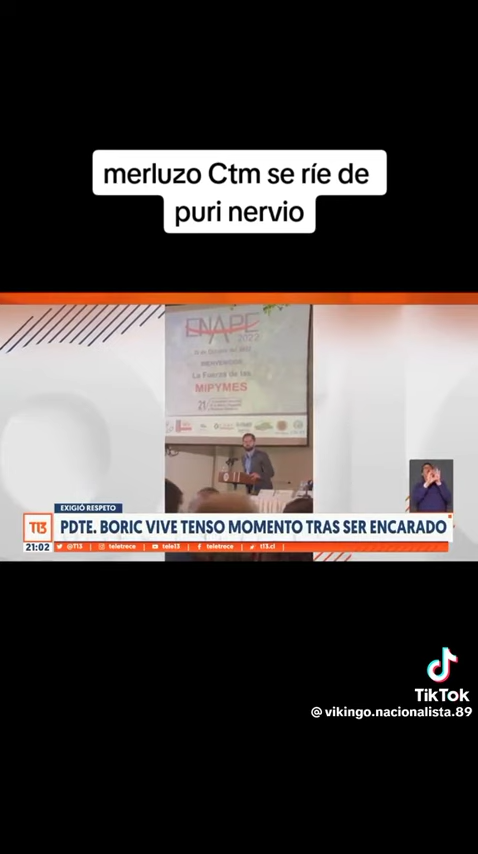 merluzo Ctm se ríe de
puri nervio
ENAPE
2022
La Fuerza de las
MIPYMES
21
EXIGIÓ RESPETO
T13
PDTE. BORIC VIVE TENSO MOMENTO TRAS SER ENCARADO
21:02
@T13 | teletrece | tele13 | teletrece | t13.cl
TikTok
@vikingo.nacionalista.89